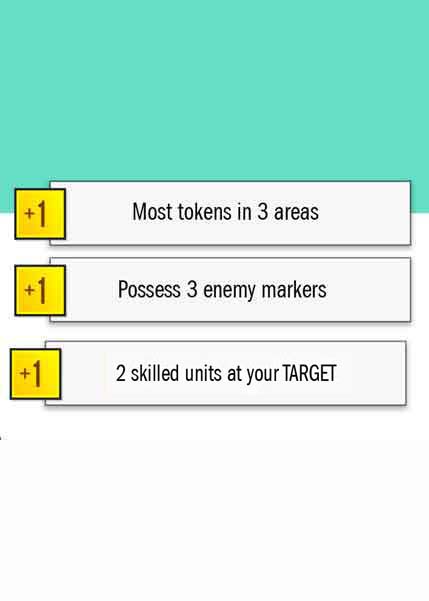 +1 Most tokens in 3 areas
+1 Possess 3 enemy markers
+1 2 skilled units at your TARGET